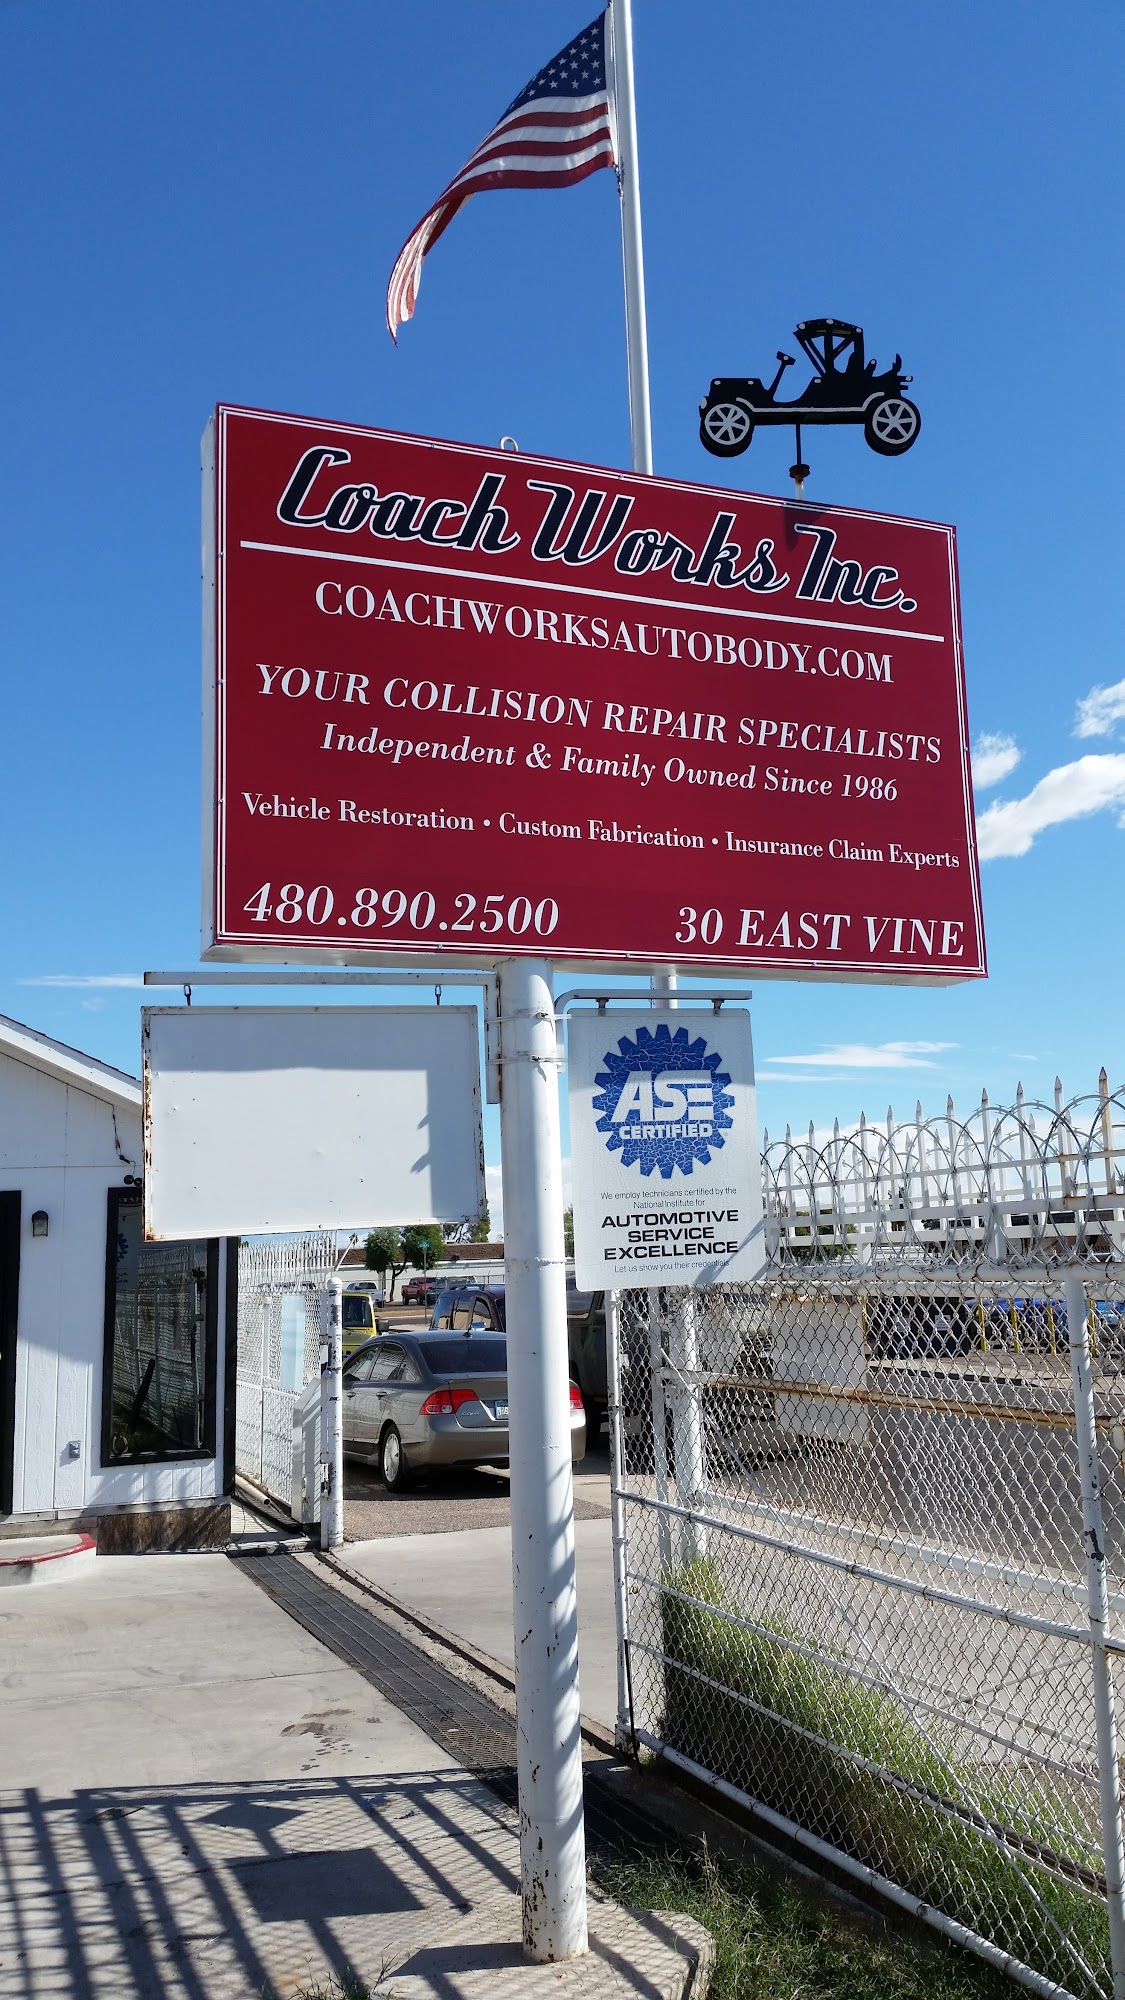 Coach Works Inc.
COACHWORKSAUTOBODY.COM
YOUR COLLISION REPAIR SPECIALISTS
Independent & Family Owned Since 1986
Vehicle Restoration • Custom Fabrication • Insurance Claim Experts
480.890.2500 30 EAST VINE
ASE
CERTIFIED
We employ technicians certified by the
National Institute for
AUTOMOTIVE
SERVICE
EXCELLENCE
Let us show you their credentials